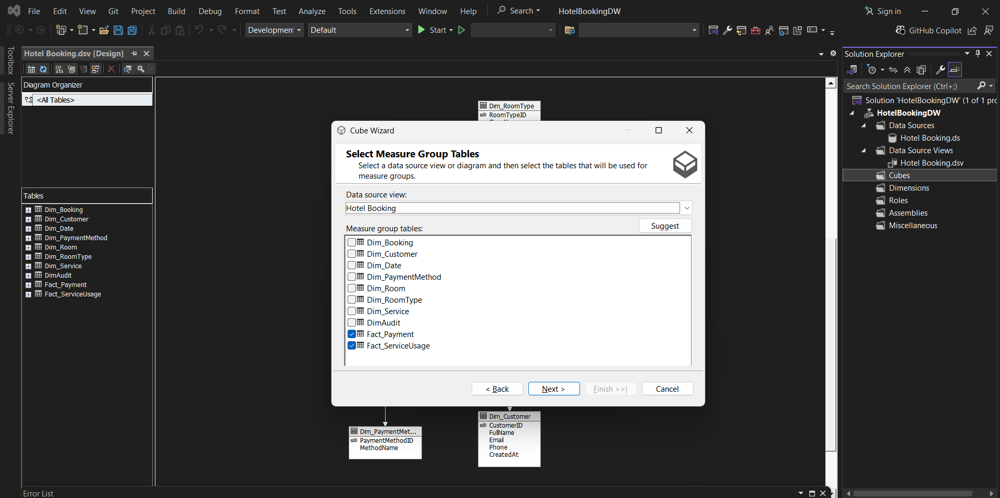 File Edit View Git Project Build Debug Format Test Analyze Tools Extensions Window Help Search HotelBookingDW Sign in
Development Default Start GitHub Copilot
Toolbox
Server Explorer
Hotel Booking.dsv [Design]
Diagram Organizer
<All Tables>
Tables
Dim_Booking
Dim_Customer
Dim_Date
Dim_PaymentMethod
Dim_Room
Dim_RoomType
Dim_Service
DimAudit
Fact_Payment
Fact_ServiceUsage
Dim_RoomType
RoomTypeID
Cube Wizard
Select Measure Group Tables
Select a data source view or diagram and then select the tables that will be used for
measure groups.
Data source view:
Hotel Booking
Measure group tables:
Suggest
Dim_Booking
Dim_Customer
Dim_Date
Dim_PaymentMethod
Dim_Room
Dim_RoomType
Dim_Service
DimAudit
Fact_Payment
Fact_ServiceUsage
< Back Next > Finish >>| Cancel
Dim_PaymentMet...
PaymentMethodID
MethodName
Dim_Customer
CustomerID
FullName
Email
Phone
CreatedAt
Error List
Solution Explorer
Search Solution Explorer (Ctrl+;)
Solution 'HotelBookingDW' (1 of 1 pro
HotelBookingDW
Data Sources
Hotel Booking.ds
Data Source Views
Hotel Booking.dsv
Cubes
Dimensions
Roles
Assemblies
Miscellaneous